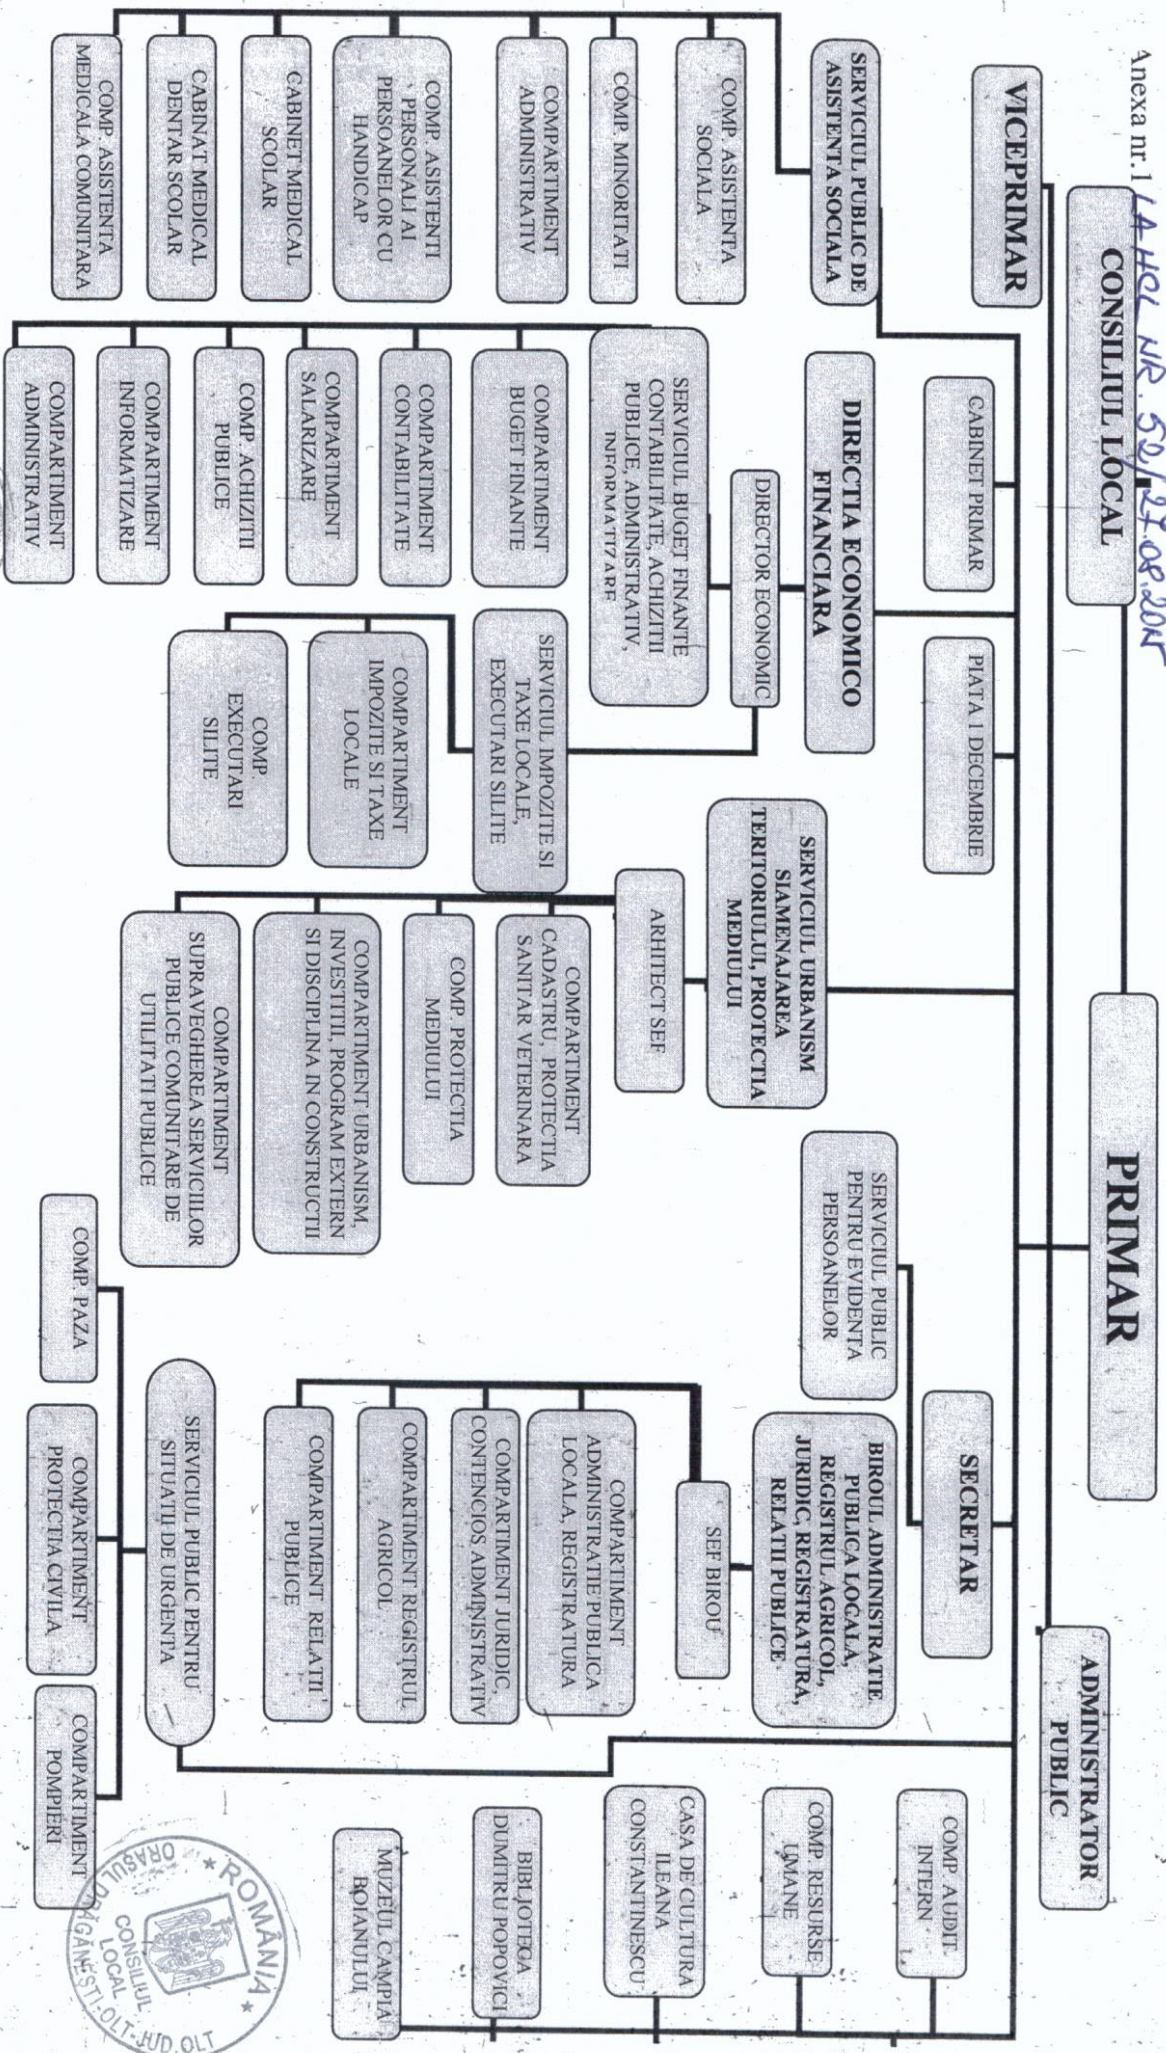 Anexa nr.1 LA HCL NR. 52/27.08.2015
CONSILIUL LOCAL
PRIMAR
VICEPRIMAR
ADMINISTRATOR
PUBLIC
CABINET PRIMAR
PIATA 1 DECEMBRIE
SECRETAR
COMP. AUDIT
INTERN
SERVICIUL PUBLIC DE
ASISTENTA SOCIALA
DIRECTIA ECONOMICO
FINANCIARA
SERVICIUL URBANISM
SIAMENAJAREA
TERITORIULUI, PROTECTIA
MEDIULUI
SERVICIUL PUBLIC
PENTRU EVIDENTA
PERSOANELOR
BIROUL ADMINISTRATIE
PUBLICA LOCALA,
REGISTRUL AGRICOL,
JURIDIC, REGISTRATURA,
RELATII PUBLICE
COMP. RESURSE
UMANE
COMP. ASISTENTA
SOCIALA
DIRECTOR ECONOMIC
ARHITECT SEF
SEF BIROU
CASA DE CULTURA
ILEANA
CONSTANTINESCU
COMP. MINORITATI
SERVICIUL BUGET FINANTE
CONTABILITATE, ACHIZITII
PUBLICE, ADMINISTRATIV,
INFORMATIZARE
COMPARTIMENT
ADMINISTRATIE PUBLICA
LOCALA, REGISTRATURA
COMPARTIMENT
ADMINISTRATIV
COMPARTIMENT
BUGET FINANTE
SERVICIUL IMPOZITE SI
TAXE LOCALE,
EXECUTARI SILITE
COMPARTIMENT
CADASTRU, PROTECTIA
SANITAR VETERINARA
COMPARTIMENT JURIDIC,
CONTENCIOS ADMINISTRATIV
BIBLIOTEGA
DUMITRU POPOVICI
COMP. ASISTENTI
PERSONALI AI
PERSOANELOR CU
HANDICAP
COMPARTIMENT
CONTABILITATE
COMPARTIMENT
IMPOZITE SI TAXE
LOCALE
COMP. PROTECTIA
MEDIULUI
COMPARTIMENT REGISTRUL
AGRICOL
MUZEUL CAMPIA
BOIANULUI
CABINET MEDICAL
SCOLAR
COMPARTIMENT
SALARIZARE
COMP.
EXECUTARI
SILITE
COMPARTIMENT URBANISM,
INVESTITII, PROGRAM EXTERN
SI DISCIPLINA IN CONSTRUCTII
COMPARTIMENT RELATII
PUBLICE
CABINAT MEDICAL
DENTAR SCOLAR
COMP. ACHIZITII
PUBLICE
COMPARTIMENT
SUPRAVEGHEREA SERVICIILOR
PUBLICE COMUNITARE DE
UTILITATI PUBLICE
SERVICIUL PUBLIC PENTRU
SITUATI DE URGENTA
COMP. ASISTENTA
MEDICALA COMUNITARA
COMPARTIMENT
INFORMATIZARE
COMPARTIMENT
ADMINISTRATIV
COMP. PAZA
COMPARTIMENT
PROTECTIA CIVILA
COMPARTIMENT
POMPIERI
ROMÂNIA
ORAȘUL DRĂGĂNEȘTI-OLT-JUD.OLT
CONSILIUL
LOCAL